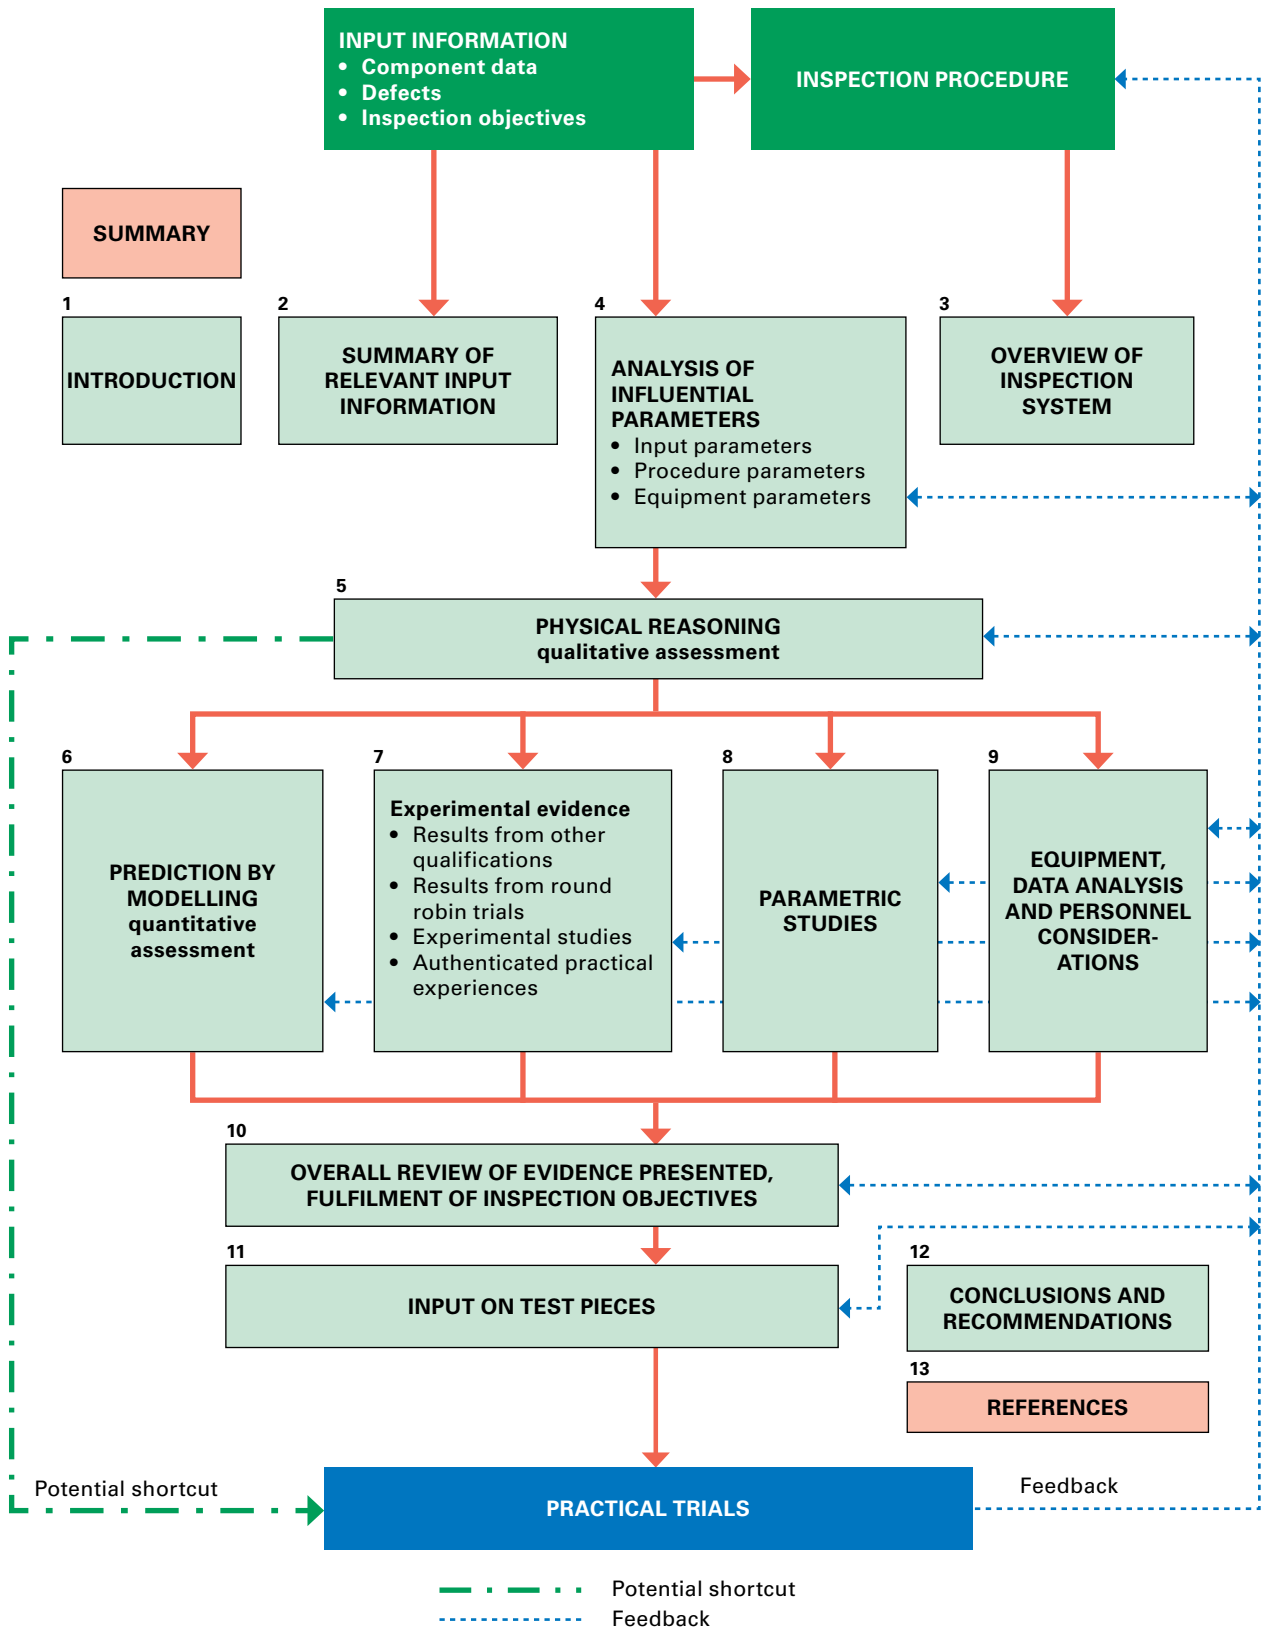 INPUT INFORMATION
• Component data
• Defects
• Inspection objectives
INSPECTION PROCEDURE
SUMMARY
1
INTRODUCTION
2
SUMMARY OF
RELEVANT INPUT
INFORMATION
4
ANALYSIS OF
INFLUENTIAL
PARAMETERS
• Input parameters
• Procedure parameters
• Equipment parameters
3
OVERVIEW OF
INSPECTION
SYSTEM
5
PHYSICAL REASONING
qualitative assessment
6
PREDICTION BY
MODELLING
quantitative
assessment
7
Experimental evidence
• Results from other
qualifications
• Results from round
robin trials
• Experimental studies
• Authenticated practical
experiences
8
PARAMETRIC
STUDIES
9
EQUIPMENT,
DATA ANALYSIS
AND PERSONNEL
CONSIDER-
ATIONS
10
OVERALL REVIEW OF EVIDENCE PRESENTED,
FULFILMENT OF INSPECTION OBJECTIVES
11
INPUT ON TEST PIECES
12
CONCLUSIONS AND
RECOMMENDATIONS
13
REFERENCES
Potential shortcut
PRACTICAL TRIALS
Feedback
Potential shortcut
Feedback